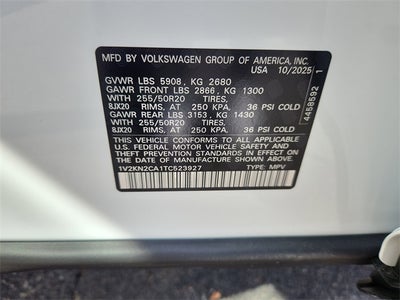 MFD BY VOLKSWAGEN GROUP OF AMERICA, INC.
USA 10/2025
GVWR LBS 5908, KG 2680
GAWR FRONT LBS 2866, KG 1300
WITH 255/50R20 TIRES,
8JX20 RIMS, AT 250 KPA, 36 PSI COLD
GAWR REAR LBS 3153, KG 1430
WITH 255/50R20 TIRES,
8JX20 RIMS, AT 250 KPA, 36 PSI COLD
THIS VEHICLE CONFORMS TO ALL APPLICABLE
U.S. FEDERAL MOTOR VEHICLE SAFETY AND
THEFT PREVENTION STANDARDS IN EFFECT ON
THE DATE OF MANUFACTURE SHOWN ABOVE.
1V2KN2CA1TC523927 TYPE: MPV
4458592 1